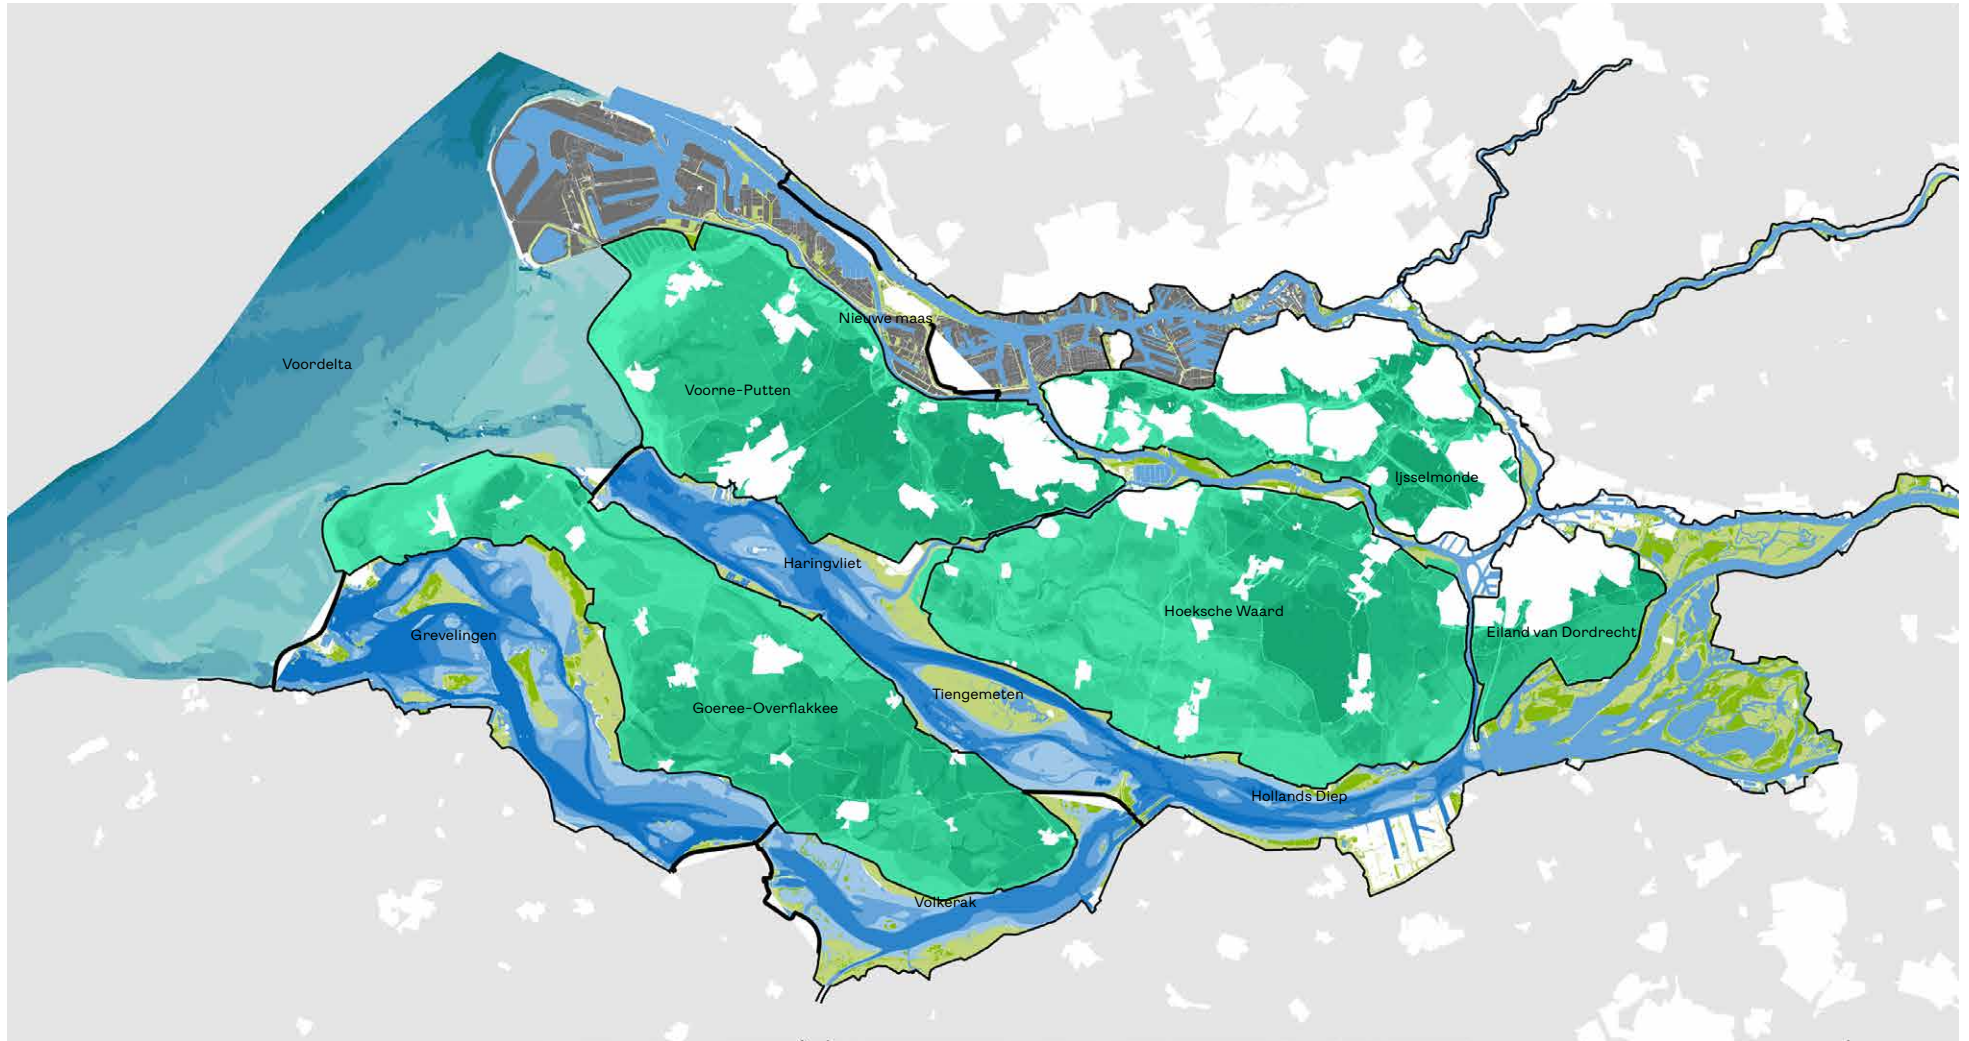 Nieuwe maas
Voordelta
Voorne-Putten
Ijsselmonde
Haringvliet
Hoeksche Waard
Grevelingen
Eiland van Dordrecht
Tiengemeten
Goeree-Overflakkee
Hollands Diep
Volkerak